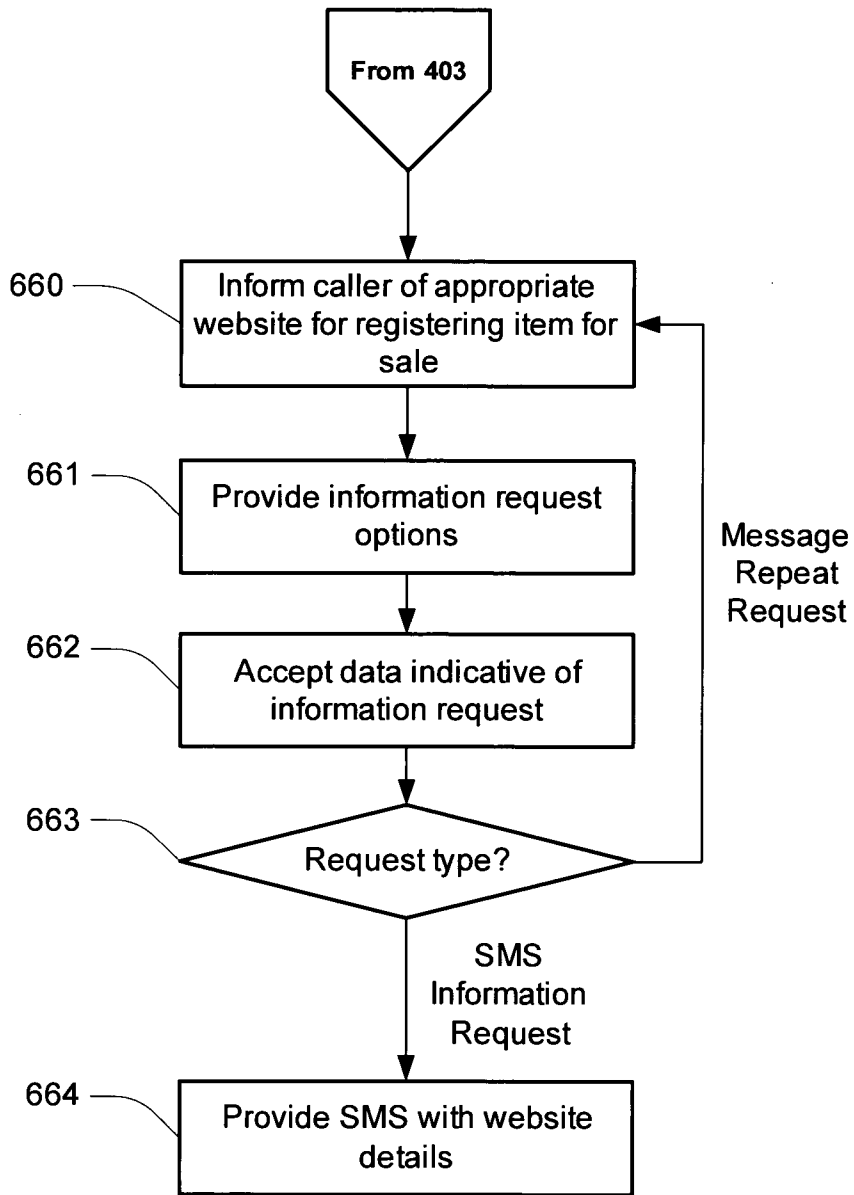 From 403
660
Inform caller of appropriate
website for registering item for
sale
661
Provide information request
options
Message
Repeat
Request
662
Accept data indicative of
information request
663
Request type?
SMS
Information
Request
664
Provide SMS with website
details